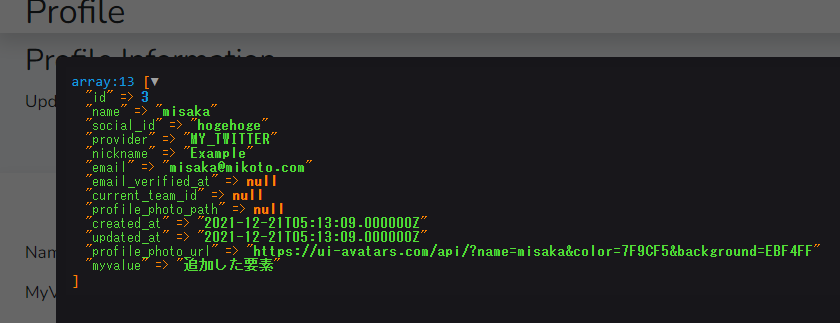 Profile
Profile Information
Upd
array:13 [▼
"id" => 3
"name" => "misaka"
"social_id" => "hogehoge"
"provider" => "MY_TWITTER"
"nickname" => "Example"
"email" => "misaka@mikoto.com"
"email_verified_at" => null
"current_team_id" => null
"profile_photo_path" => null
"created_at" => "2021-12-21T05:13:09.000000Z"
"updated_at" => "2021-12-21T05:13:09.000000Z"
"profile_photo_url" => "https://ui-avatars.com/api/?name=misaka&color=7F9CF5&background=EBF4FF"
Nam
"myvalue" => "追加した要素"
]
MyV